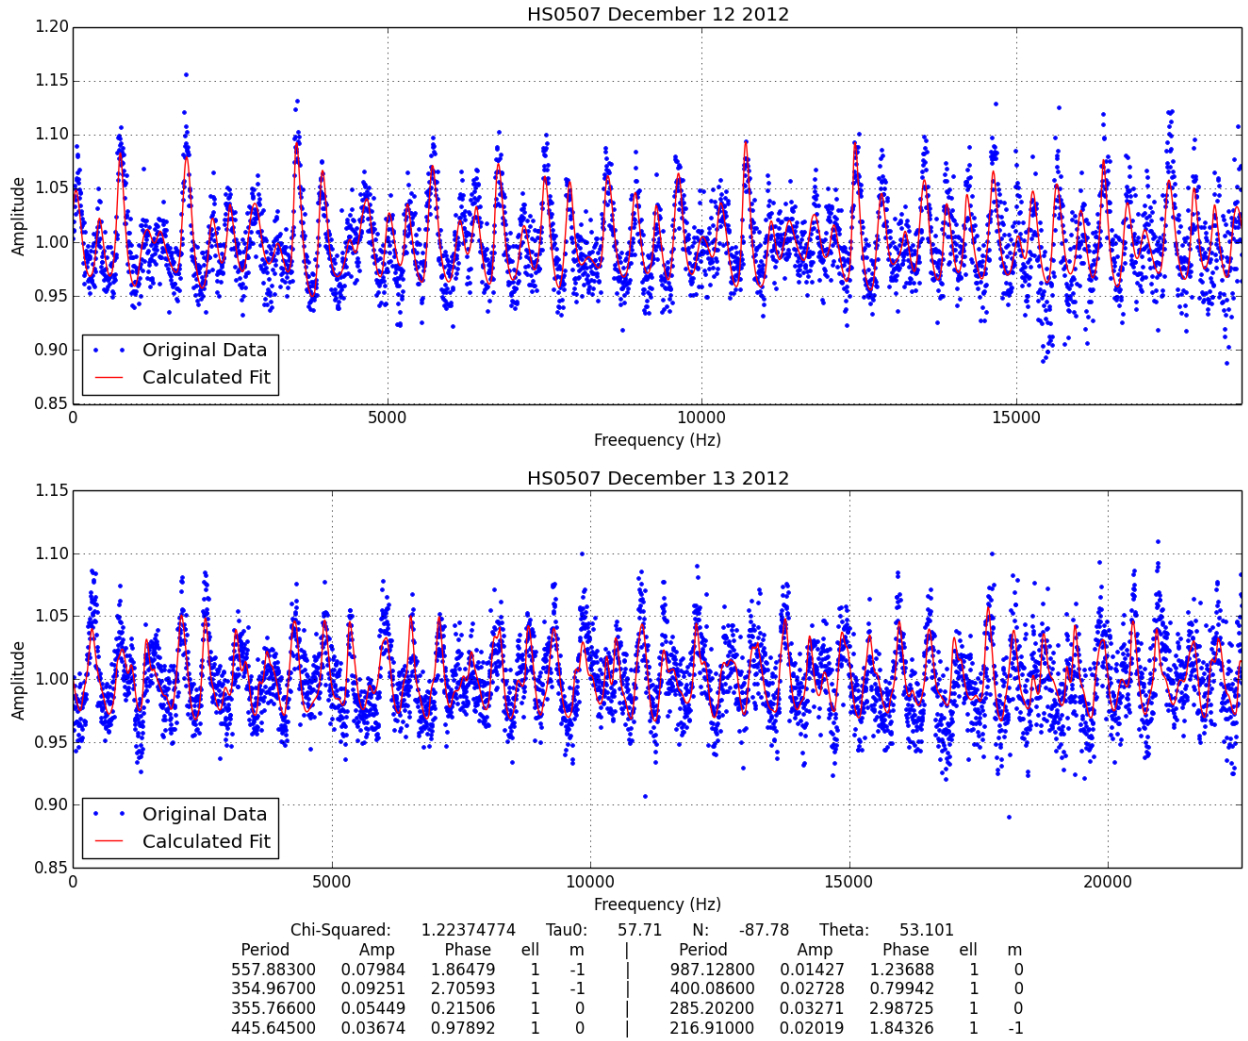 HS0507 December 12 2012
1.20
1.15
1.10
1.05
1.00
0.95
0.90
0.85
Amplitude
Original Data
Calculated Fit
0 5000 10000 15000
Freequency (Hz)
HS0507 December 13 2012
1.15
1.10
1.05
1.00
0.95
0.90
0.85
Amplitude
Original Data
Calculated Fit
0 5000 10000 15000 20000
Freequency (Hz)
Chi-Squared: 1.22374774 Tau0: 57.71 N: -87.78 Theta: 53.101
Period Amp Phase ell m | Period Amp Phase ell m
557.88300 0.07984 1.86479 1 -1 | 987.12800 0.01427 1.23688 1 0
354.96700 0.09251 2.70593 1 -1 | 400.08600 0.02728 0.79942 1 0
355.76600 0.05449 0.21506 1 0 | 285.20200 0.03271 2.98725 1 0
445.64500 0.03674 0.97892 1 0 | 216.91000 0.02019 1.84326 1 -1